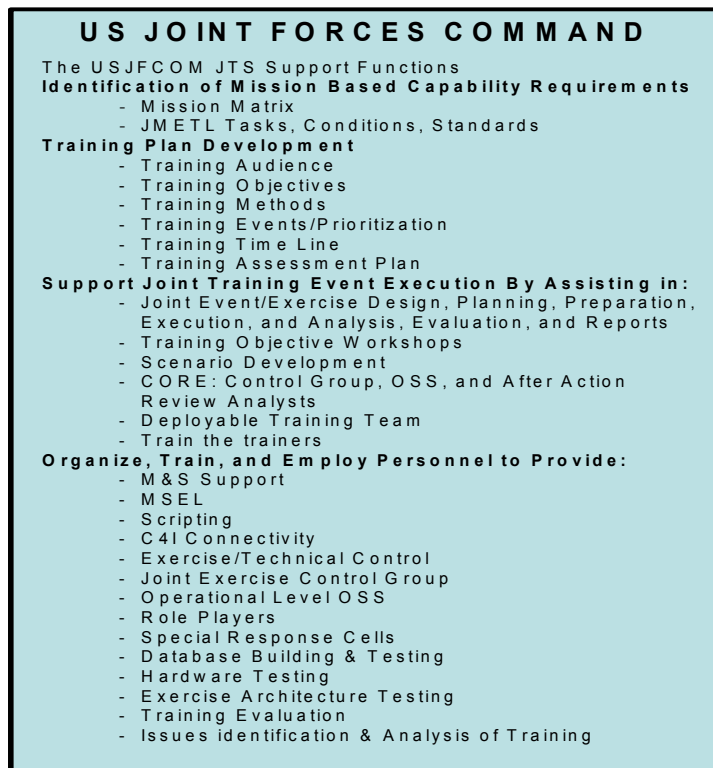 US JOINT FORCES COMMAND
The USJFCOM JTS Support Functions
Identification of Mission Based Capability Requirements
- Mission Matrix
- JMETL Tasks, Conditions, Standards
Training Plan Development
- Training Audience
- Training Objectives
- Training Methods
- Training Events/Prioritization
- Training Time Line
- Training Assessment Plan
Support Joint Training Event Execution By Assisting in:
- Joint Event/Exercise Design, Planning, Preparation,
Execution, and Analysis, Evaluation, and Reports
- Training Objective Workshops
- Scenario Development
- CORE: Control Group, OSS, and After Action
Review Analysts
- Deployable Training Team
- Train the trainers
Organize, Train, and Employ Personnel to Provide:
- M&S Support
- MSEL
- Scripting
- C4I Connectivity
- Exercise/Technical Control
- Joint Exercise Control Group
- Operational Level OSS
- Role Players
- Special Response Cells
- Database Building & Testing
- Hardware Testing
- Exercise Architecture Testing
- Training Evaluation
- Issues identification & Analysis of Training